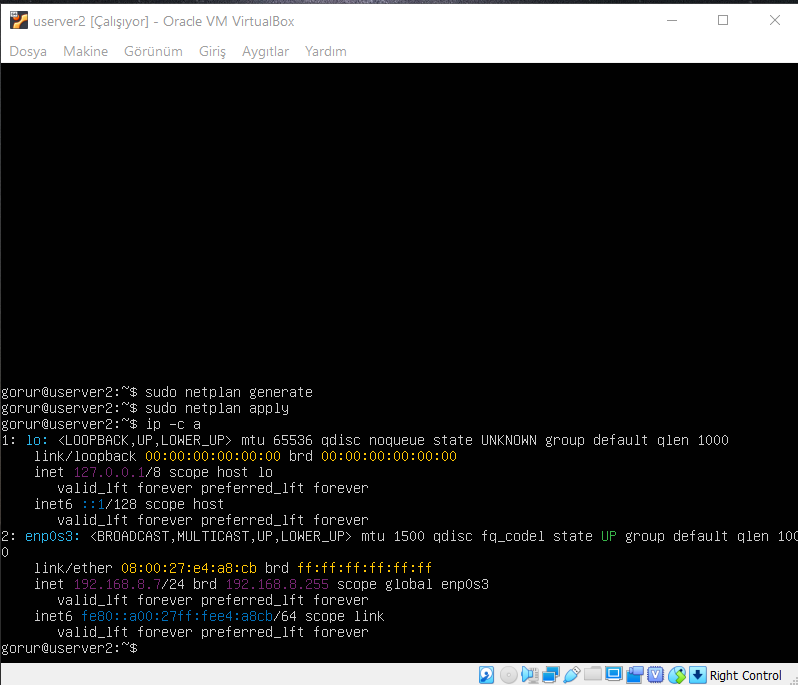 userver2 [Çalışıyor] - Oracle VM VirtualBox
Dosya Makine Görünüm Giriş Aygıtlar Yardım
gorur@userver2:~$ sudo netplan generate
gorur@userver2:~$ sudo netplan apply
gorur@userver2:~$ ip -c a
1: lo: <LOOPBACK,UP,LOWER_UP> mtu 65536 qdisc noqueue state UNKNOWN group default qlen 1000
    link/loopback 00:00:00:00:00:00 brd 00:00:00:00:00:00
    inet 127.0.0.1/8 scope host lo
       valid_lft forever preferred_lft forever
    inet6 ::1/128 scope host
       valid_lft forever preferred_lft forever
2: enp0s3: <BROADCAST,MULTICAST,UP,LOWER_UP> mtu 1500 qdisc fq_codel state UP group default qlen 100
0
    link/ether 08:00:27:e4:a8:cb brd ff:ff:ff:ff:ff:ff
    inet 192.168.8.7/24 brd 192.168.8.255 scope global enp0s3
       valid_lft forever preferred_lft forever
    inet6 fe80::a00:27ff:fee4:a8cb/64 scope link
       valid_lft forever preferred_lft forever
gorur@userver2:~$
Right Control